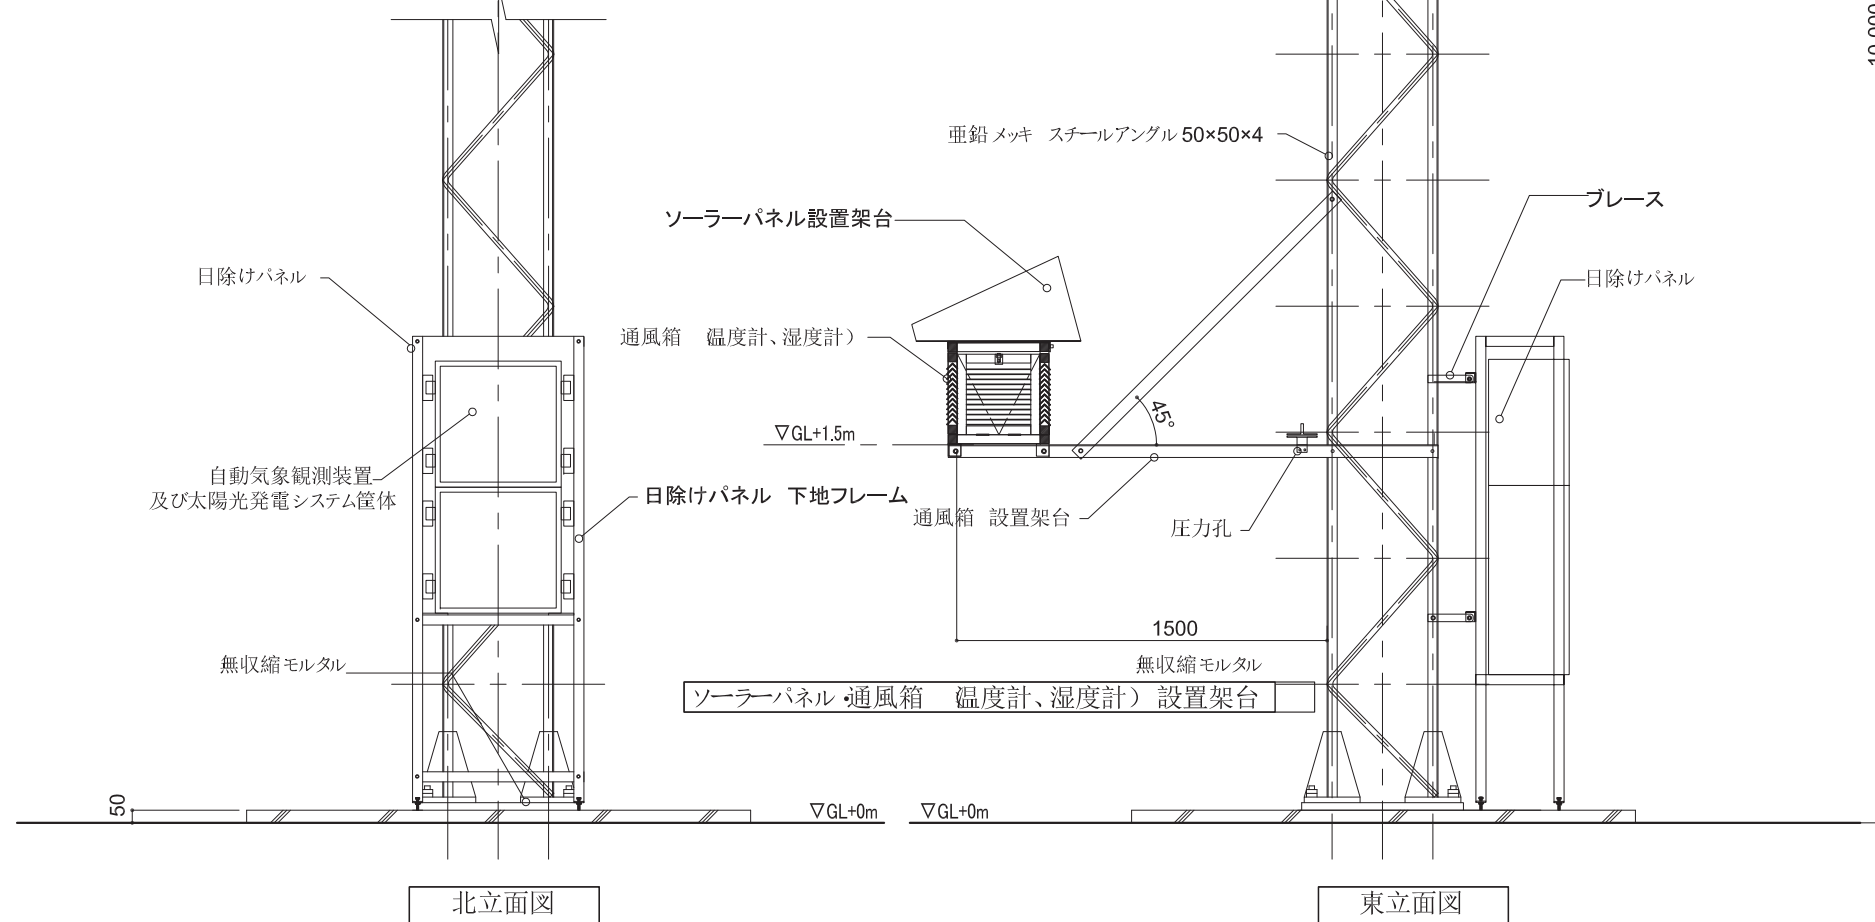 10,000
亜鉛メッキ スチールアングル 50×50×4
ブレース
ソーラーパネル設置架台
日除けパネル
日除けパネル
通風箱 温度計、湿度計）
45°
▽GL+1.5m
自動気象観測装置
及び太陽光発電システム筐体
日除けパネル 下地フレーム
通風箱 設置架台
圧力孔
1500
無収縮モルタル
無収縮モルタル
ソーラーパネル・通風箱 温度計、湿度計） 設置架台
50
▽GL+0m
▽GL+0m
北立面図
東立面図